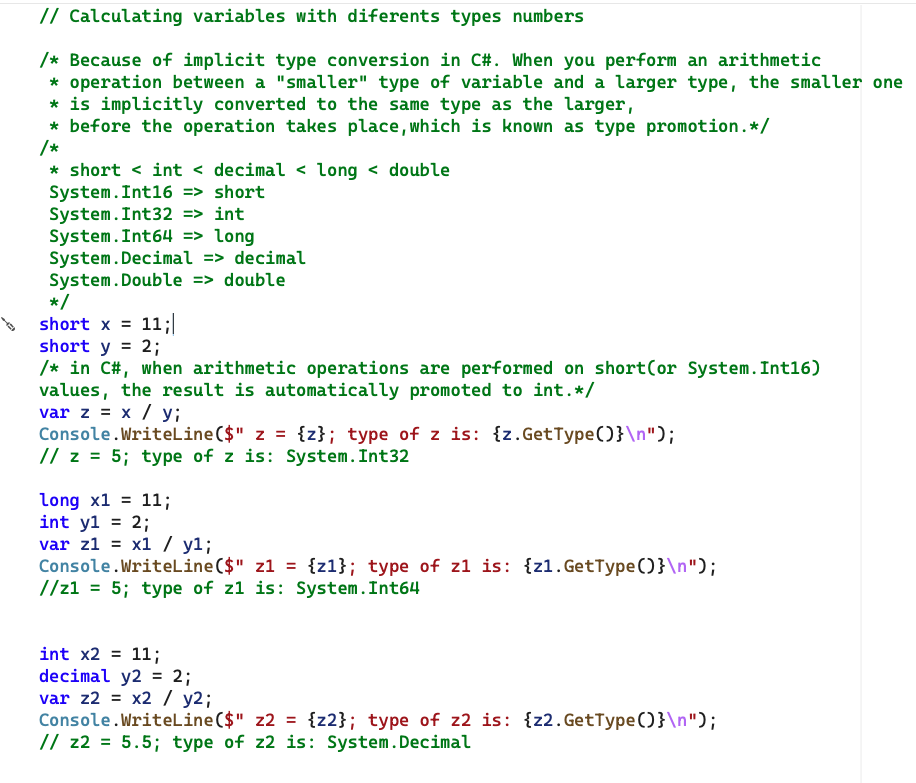 // Calculating variables with diferents types numbers
/* Because of implicit type conversion in C#. When you perform an arithmetic
* operation between a "smaller" type of variable and a larger type, the smaller one
* is implicitly converted to the same type as the larger,
* before the operation takes place,which is known as type promotion.*/
/*
* short < int < decimal < long < double
System.Int16 => short
System.Int32 => int
System.Int64 => long
System.Decimal => decimal
System.Double => double
*/
short x = 11;
short y = 2;
/* in C#, when arithmetic operations are performed on short(or System.Int16)
values, the result is automatically promoted to int.*/
var z = x / y;
Console.WriteLine($" z = {z}; type of z is: {z.GetType()}\n");
// z = 5; type of z is: System.Int32
long x1 = 11;
int y1 = 2;
var z1 = x1 / y1;
Console.WriteLine($" z1 = {z1}; type of z1 is: {z1.GetType()}\n");
//z1 = 5; type of z1 is: System.Int64
int x2 = 11;
decimal y2 = 2;
var z2 = x2 / y2;
Console.WriteLine($" z2 = {z2}; type of z2 is: {z2.GetType()}\n");
// z2 = 5.5; type of z2 is: System.Decimal